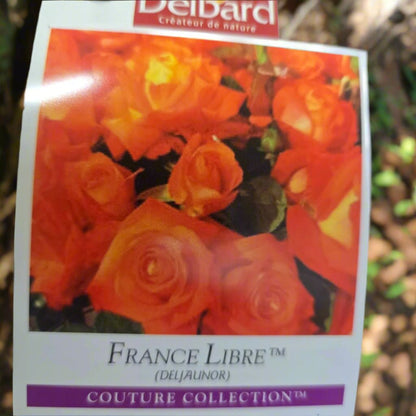 Delbard
Créateur de nature
FRANCE LIBRE™
(DELJAUNOR)
COUTURE COLLECTION™